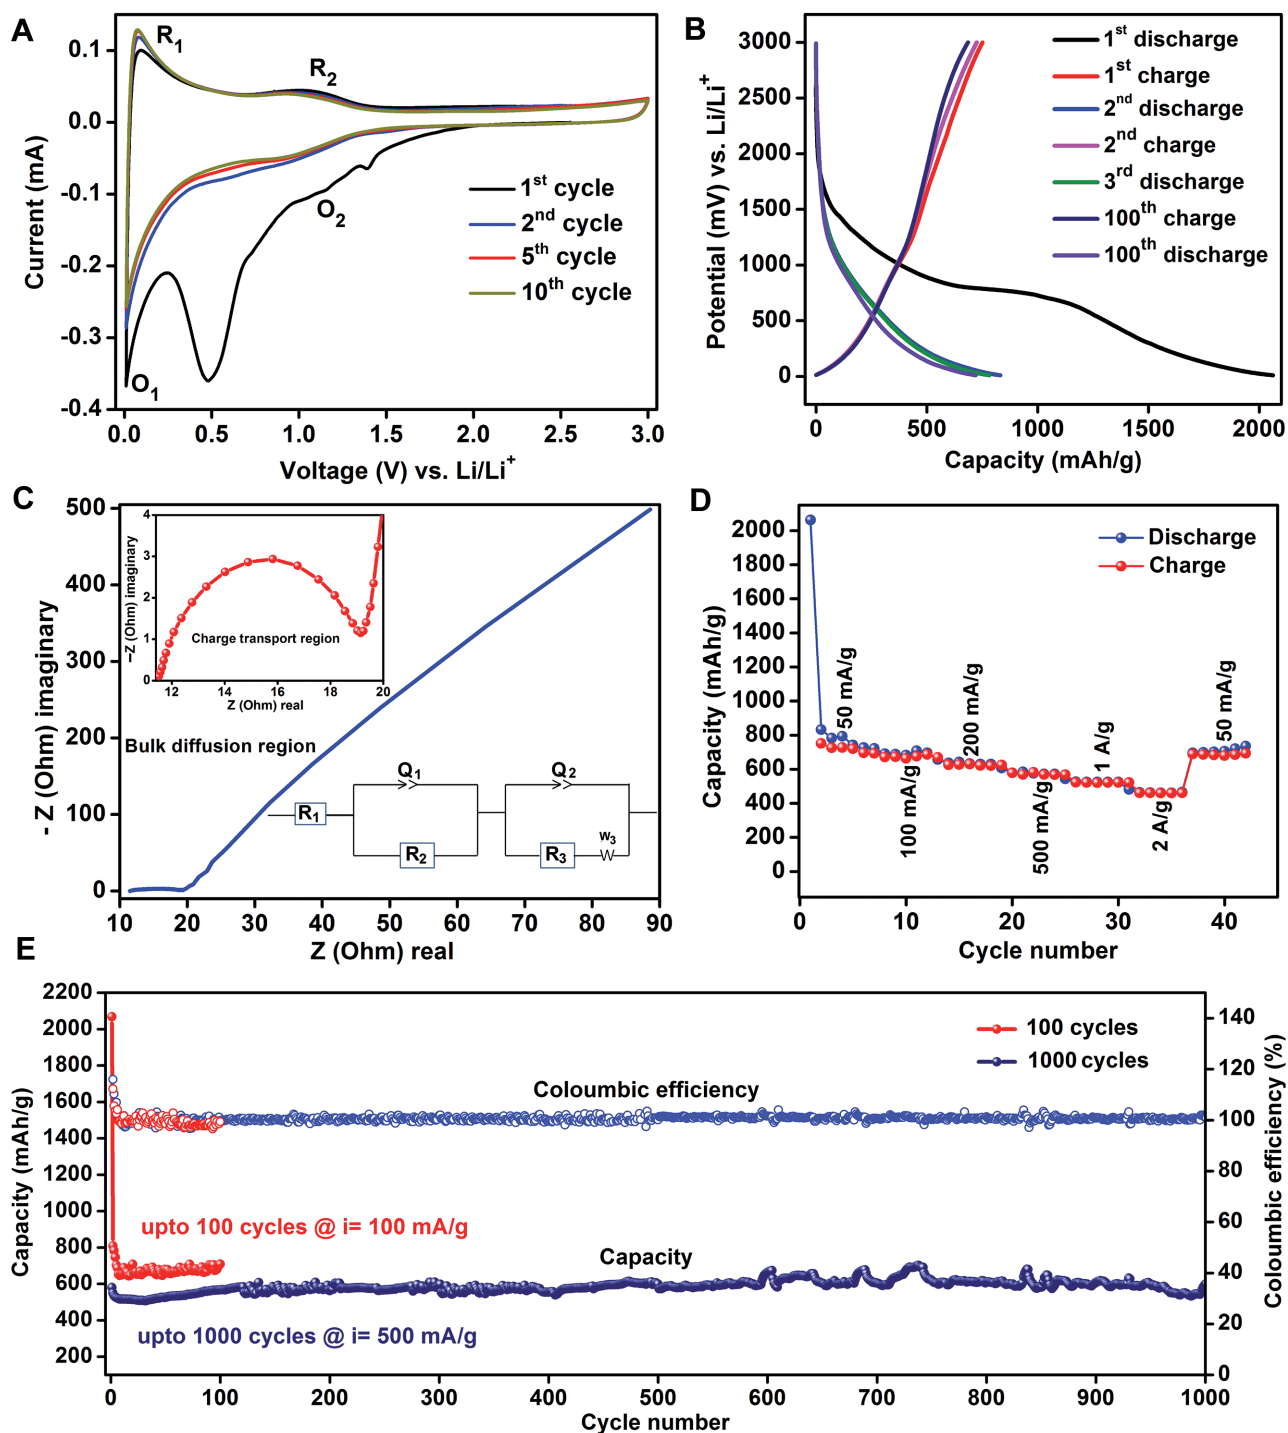 A
R1
R2
O1
O2
1st cycle
2nd cycle
5th cycle
10th cycle
0.1
0.0
-0.1
-0.2
-0.3
-0.4
Current (mA)
0.0 0.5 1.0 1.5 2.0 2.5 3.0
Voltage (V) vs. Li/Li+
B
1st discharge
1st charge
2nd discharge
2nd charge
3rd discharge
100th charge
100th discharge
3000
2500
2000
1500
1000
500
0
Potential (mV) vs. Li/Li+
0 500 1000 1500 2000
Capacity (mAh/g)
C
500
400
300
200
100
0
- Z (Ohm) imaginary
4
3
2
1
0
−Z (Ohm) imaginary
Charge transport region
12 14 16 18 20
Z (Ohm) real
Bulk diffusion region
R1
Q1
R2
Q2
R3
w3
W
10 20 30 40 50 60 70 80 90
Z (Ohm) real
D
Discharge
Charge
2000
1800
1600
1400
1200
1000
800
600
400
200
0
Capacity (mAh/g)
50 mA/g
100 mA/g
200 mA/g
500 mA/g
1 A/g
2 A/g
50 mA/g
0 10 20 30 40
Cycle number
E
2200
2000
1800
1600
1400
1200
1000
800
600
400
200
Capacity (mAh/g)
100 cycles
1000 cycles
Coloumbic efficiency
upto 100 cycles @ i= 100 mA/g
Capacity
upto 1000 cycles @ i= 500 mA/g
140
120
100
80
60
40
20
0
Coloumbic efficiency (%)
0 100 200 300 400 500 600 700 800 900 1000
Cycle number